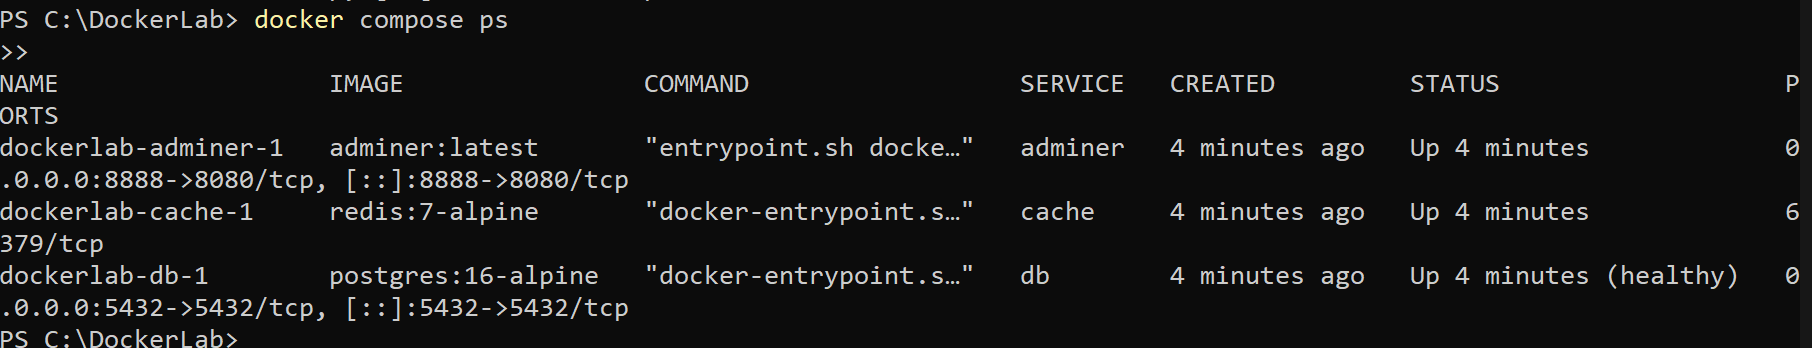 PS C:\DockerLab> docker compose ps
>>
NAME                  IMAGE                COMMAND                  SERVICE   CREATED         STATUS                   P
ORTS
dockerlab-adminer-1   adminer:latest       "entrypoint.sh docke…"   adminer   4 minutes ago   Up 4 minutes             0
.0.0.0:8888->8080/tcp, [::]:8888->8080/tcp
dockerlab-cache-1     redis:7-alpine       "docker-entrypoint.s…"   cache     4 minutes ago   Up 4 minutes             6
379/tcp
dockerlab-db-1        postgres:16-alpine   "docker-entrypoint.s…"   db        4 minutes ago   Up 4 minutes (healthy)   0
.0.0.0:5432->5432/tcp, [::]:5432->5432/tcp
PS C:\DockerLab>